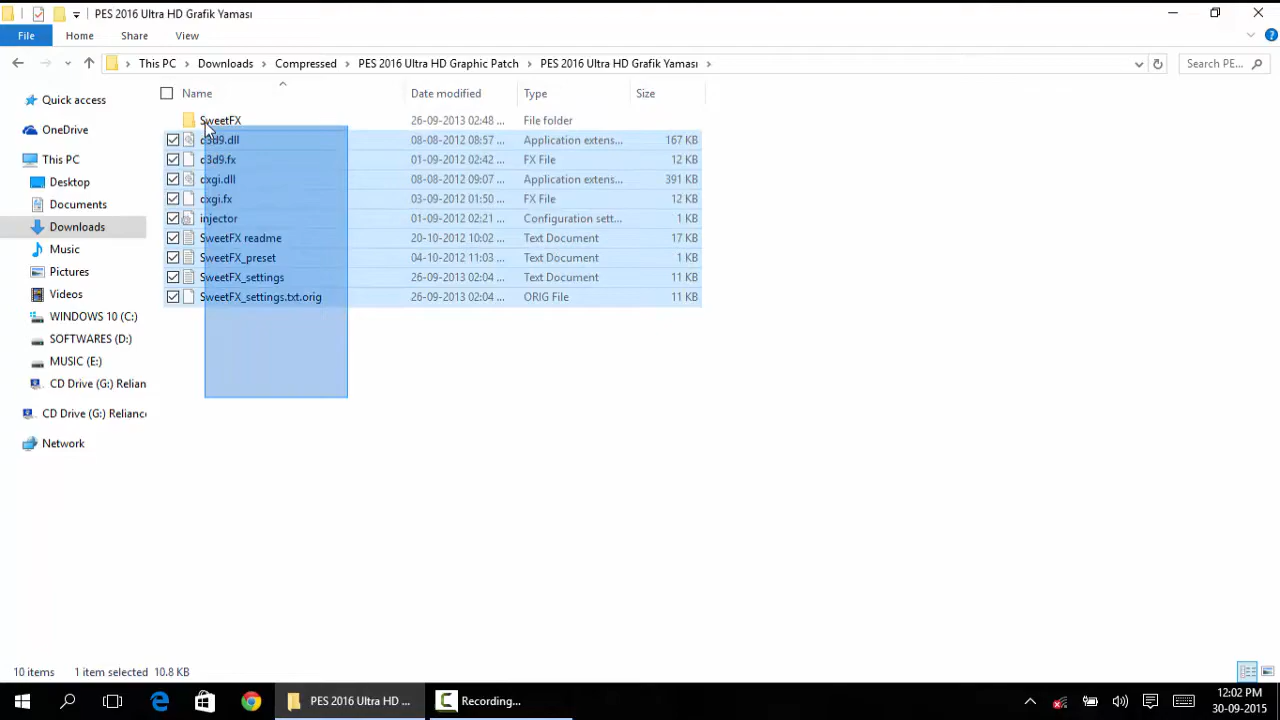 PES 2016 Ultra HD Grafik Yaması
File Home Share View
This PC Downloads Compressed PES 2016 Ultra HD Graphic Patch PES 2016 Ultra HD Grafik Yaması Search PE...
Name Date modified Type Size
Quick access
OneDrive
This PC
Desktop
Documents
Downloads
Music
Pictures
Videos
WINDOWS 10 (C:)
SOFTWARES (D:)
MUSIC (E:)
CD Drive (G:) Relian
CD Drive (G:) Reliance
Network
SweetFX 26-09-2013 02:48 ... File folder
d3d9.dll 08-08-2012 08:57 ... Application extens... 167 KB
d3d9.fx 01-09-2012 02:42 ... FX File 12 KB
dxgi.dll 08-08-2012 09:07 ... Application extens... 391 KB
dxgi.fx 03-09-2012 01:50 ... FX File 12 KB
injector 01-09-2012 02:21 ... Configuration sett... 1 KB
SweetFX readme 20-10-2012 10:02 ... Text Document 17 KB
SweetFX_preset 04-10-2012 11:03 ... Text Document 1 KB
SweetFX_settings 26-09-2013 02:04 ... Text Document 11 KB
SweetFX_settings.txt.orig 26-09-2013 02:04 ... ORIG File 11 KB
10 items 1 item selected 10.8 KB
PES 2016 Ultra HD ... Recording...
12:02 PM
30-09-2015